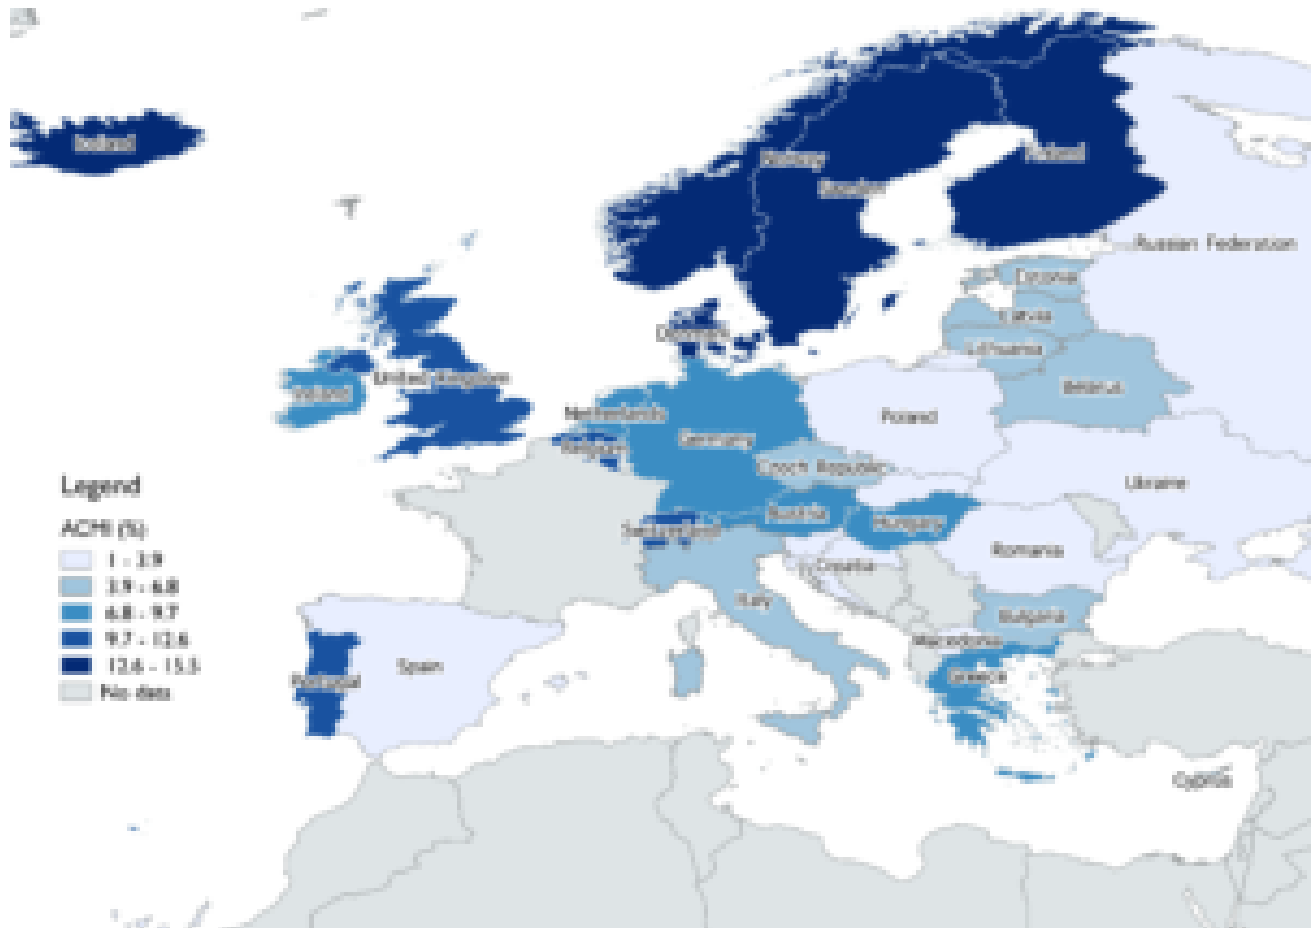 Iceland
Norway
Finland
Sweden
Russian Federation
Estonia
Latvia
Denmark
Lithuania
United Kingdom
Belarus
Ireland
Netherlands
Poland
Germany
Belgium
Czech Republic
Ukraine
Legend
Austria
Hungary
ACMI (%)
Switzerland
Romania
1 - 3.9
Croatia
3.9 - 6.8
Italy
6.8 - 9.7
Bulgaria
9.7 - 12.6
Macedonia
12.6 - 15.5
Spain
Portugal
Greece
No data
Cyprus